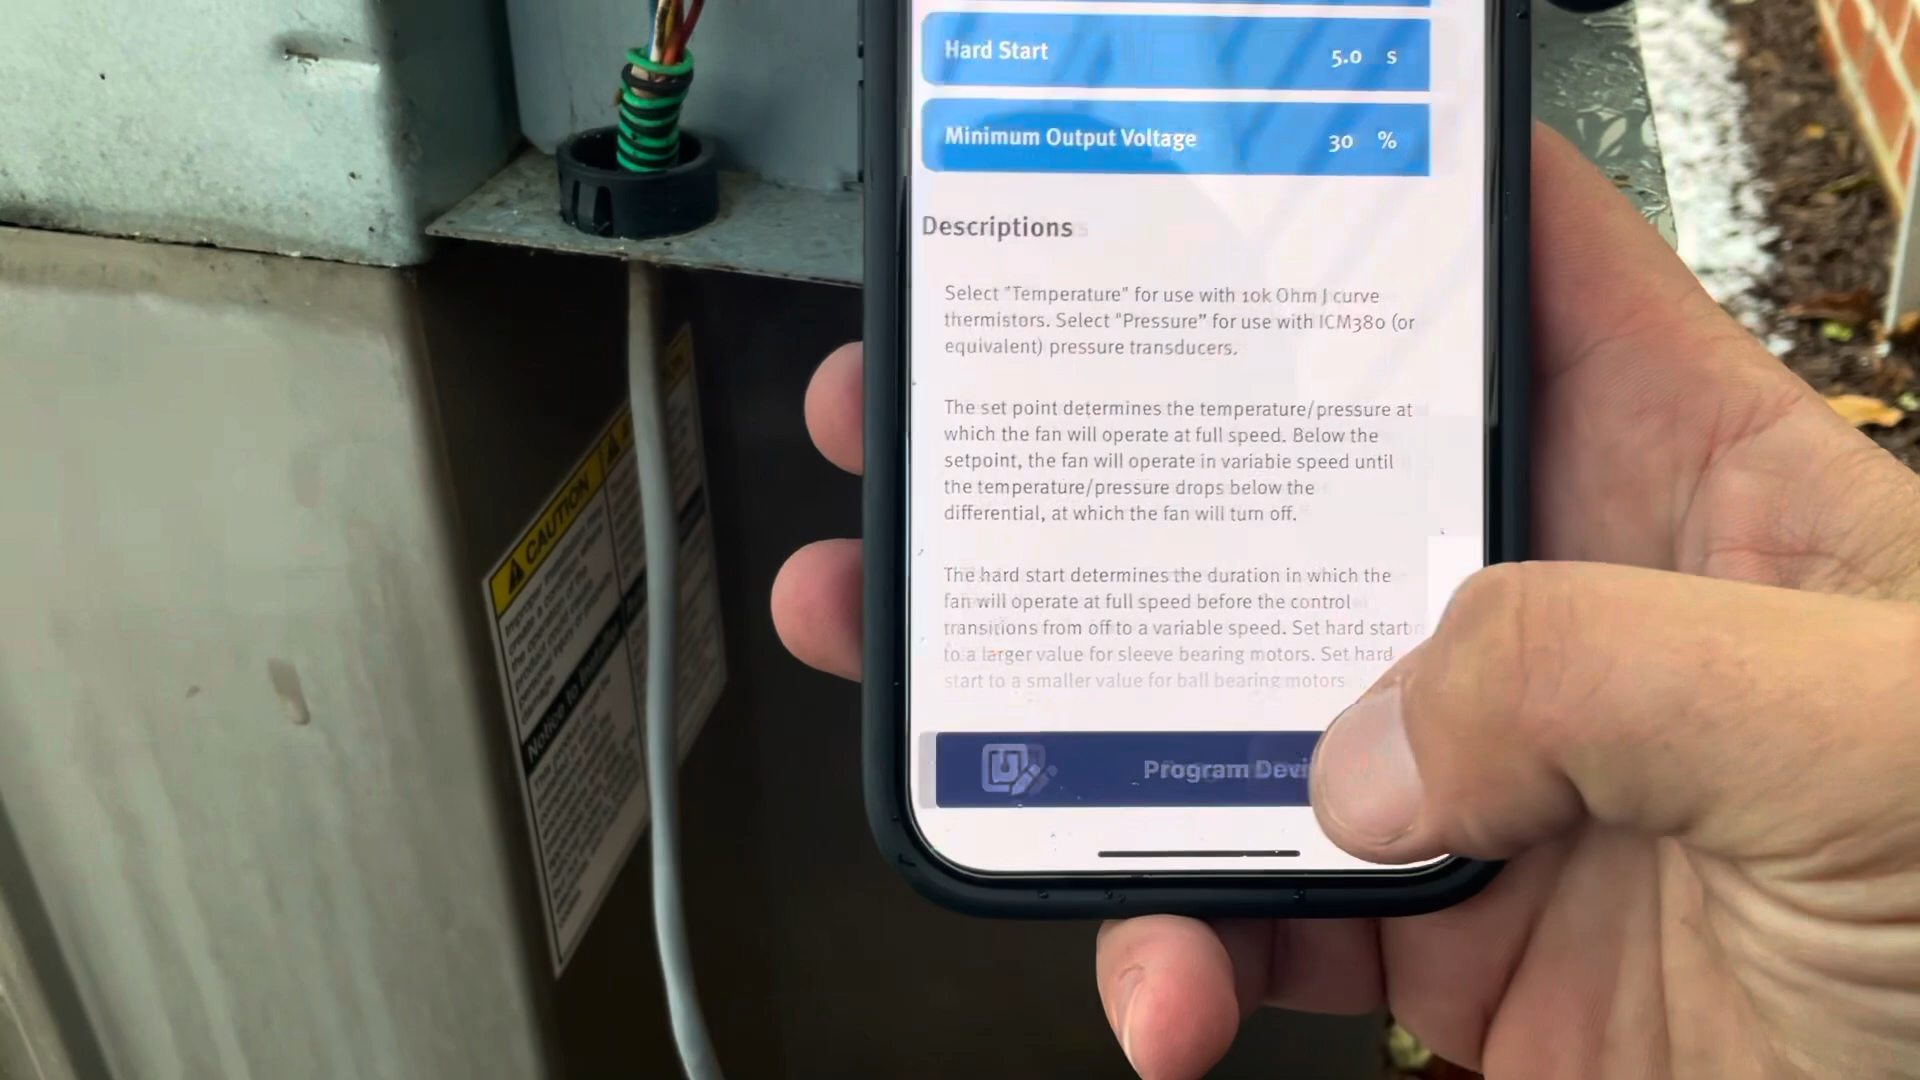 Hard Start 5.0 s
Minimum Output Voltage 30 %
Descriptions
Select "Temperature" for use with 10k Ohm J curve
thermistors. Select "Pressure" for use with ICM380 (or
equivalent) pressure transducers.
The set point determines the temperature/pressure at
which the fan will operate at full speed. Below the
setpoint, the fan will operate in variable speed until
the temperature/pressure drops below the
differential, at which the fan will turn off.
The hard start determines the duration in which the
fan will operate at full speed before the control
transitions from off to a variable speed. Set hard start
to a larger value for sleeve bearing motors. Set hard
start to a smaller value for ball bearing motors.
Program Devi
CAUTION
Improper installation
Notice to Installer